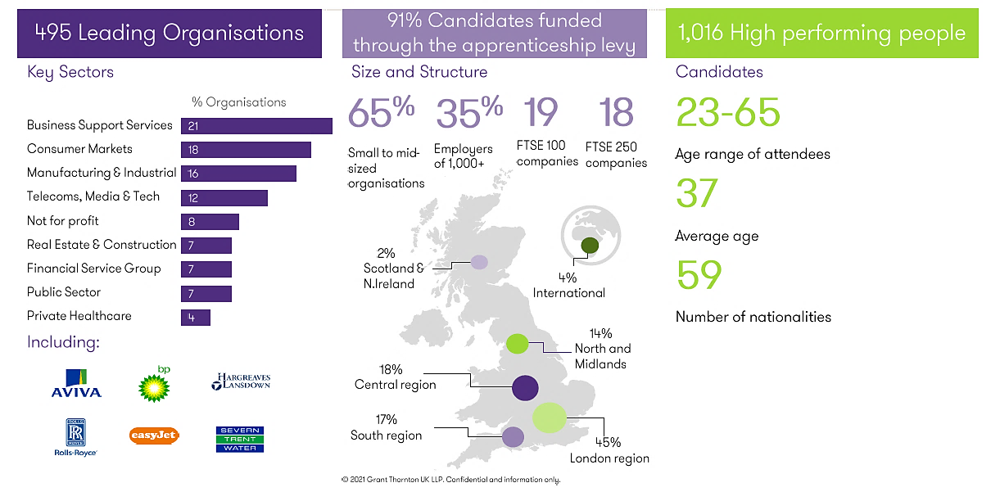 495 Leading Organisations
91% Candidates funded
through the apprenticeship levy
1,016 High performing people
Key Sectors
% Organisations
Business Support Services 21
Consumer Markets 18
Manufacturing & Industrial 16
Telecoms, Media & Tech 12
Not for profit 8
Real Estate & Construction 7
Financial Service Group 7
Public Sector 7
Private Healthcare 4
Including:
AVIVA
bp
HARGREAVES
LANSDOWN
ROLLS
RR
ROYCE
Rolls-Royce
easyJet
SEVERN
TRENT
WATER
Size and Structure
65%
Small to mid-
sized
organisations
35%
Employers
of 1,000+
19
FTSE 100
companies
18
FTSE 250
companies
2%
Scotland &
N.Ireland
4%
International
14%
North and
Midlands
18%
Central region
17%
South region
45%
London region
© 2021 Grant Thornton UK LLP. Confidential and information only.
Candidates
23-65
Age range of attendees
37
Average age
59
Number of nationalities